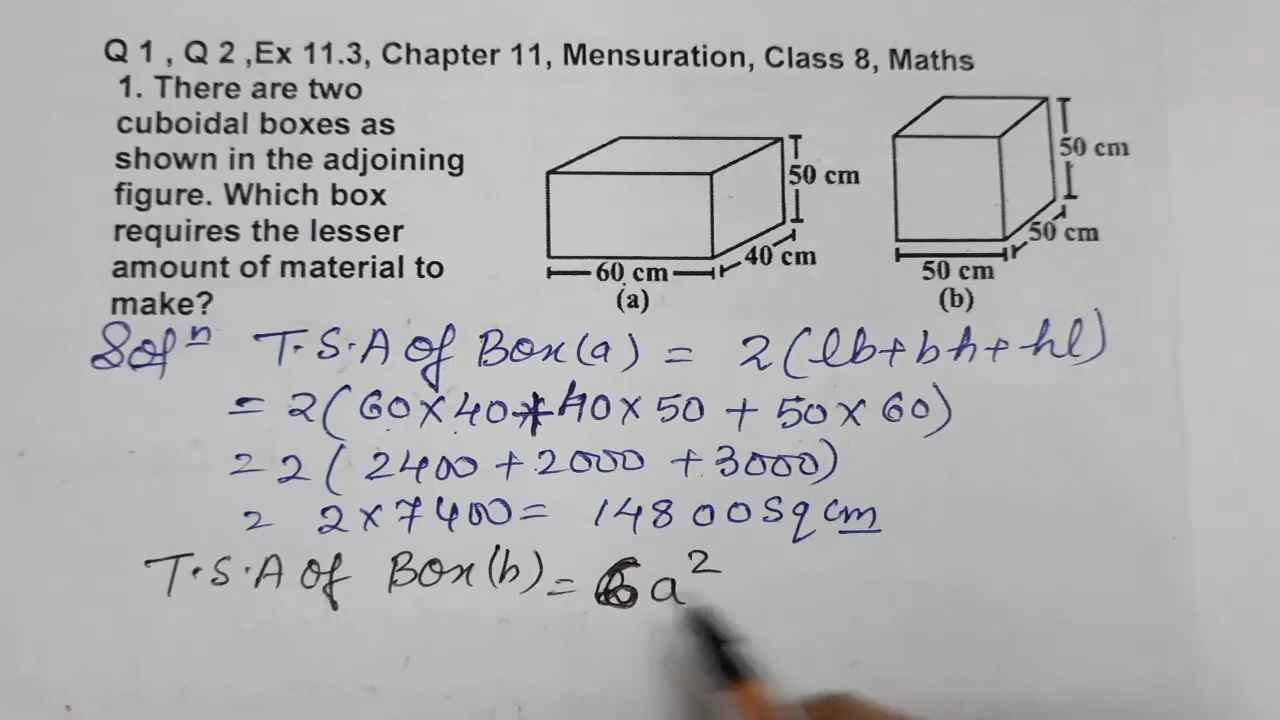 Q 1 , Q 2 ,Ex 11.3, Chapter 11, Mensuration, Class 8, Maths
1. There are two
cuboidal boxes as
shown in the adjoining
figure. Which box
requires the lesser
amount of material to
make?
50 cm
40 cm
60 cm
(a)
50 cm
50 cm
50 cm
(b)
Solⁿ T.S.A of Box(a) = 2(lb+bh+hl)
= 2(60×40+40×50+50×60)
= 2(2400+2000+3000)
= 2×7400= 14800 Sq cm
T.S.A of Box(b) = 6a²